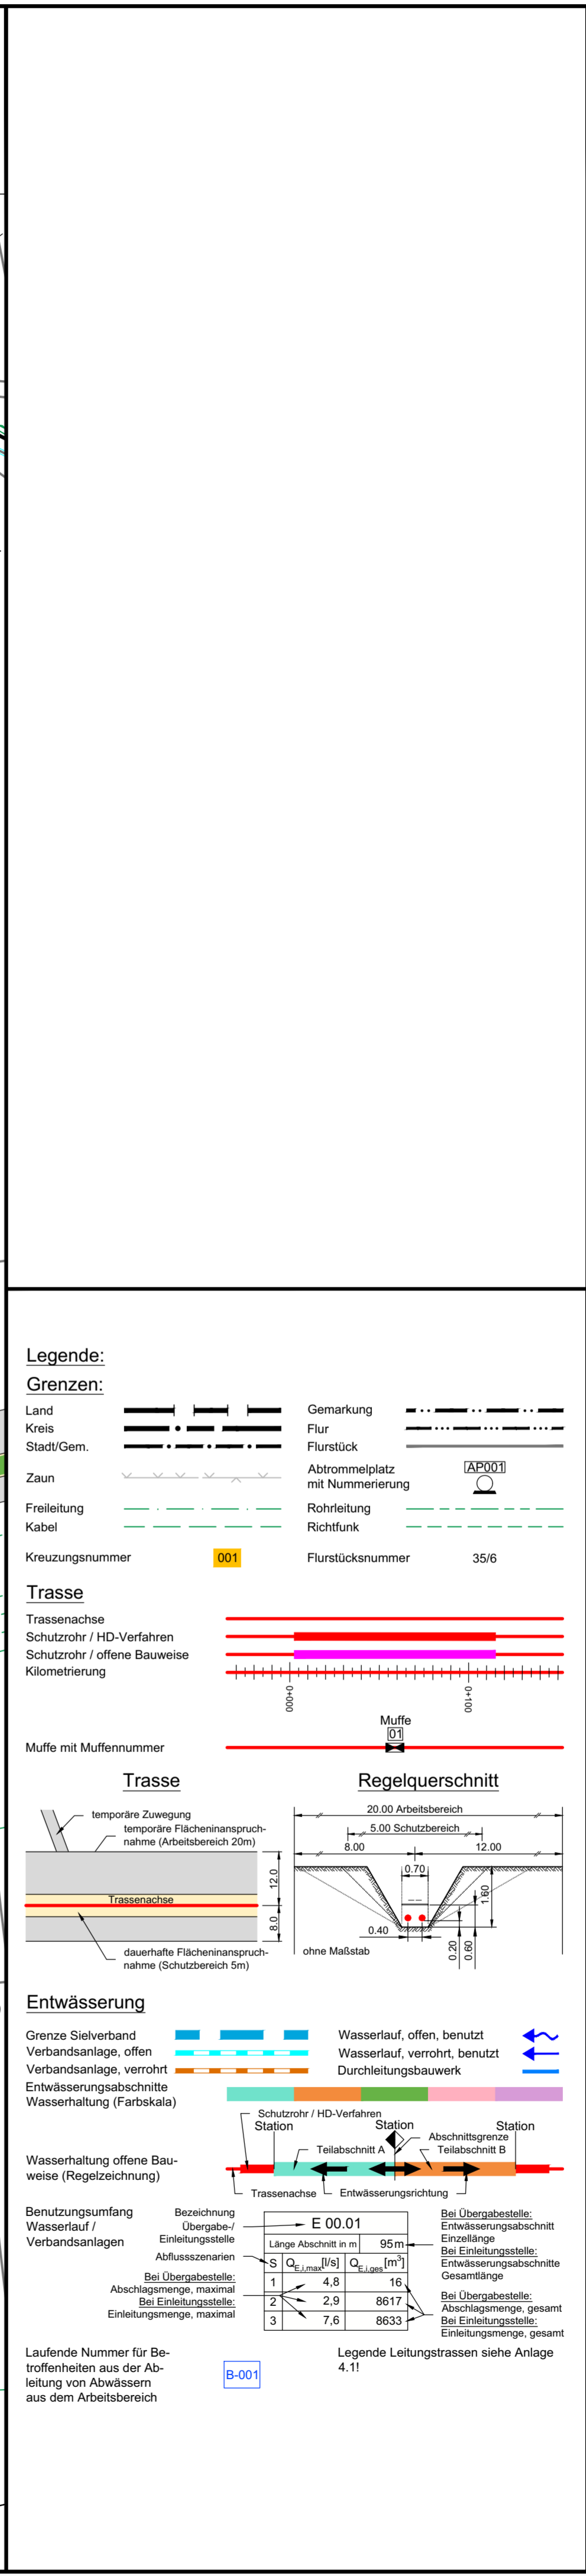 Legende:
Grenzen:
Land
Kreis
Stadt/Gem.
Zaun
Freileitung
Kabel
Kreuzungsnummer
001
Gemarkung
Flur
Flurstück
Abtrommelplatz
mit Nummerierung
AP001
Rohrleitung
Richtfunk
Flurstücksnummer
35/6
Trasse
Trassenachse
Schutzrohr / HD-Verfahren
Schutzrohr / offene Bauweise
Kilometrierung
0+000
0+100
Muffe
01
Muffe mit Muffennummer
Trasse
temporäre Zuwegung
temporäre Flächeninanspruch-
nahme (Arbeitsbereich 20m)
Trassenachse
12.0
8.0
dauerhafte Flächeninanspruch-
nahme (Schutzbereich 5m)
Regelquerschnitt
20.00 Arbeitsbereich
5.00 Schutzbereich
8.00
12.00
0.70
1.60
0.40
0.20
0.60
ohne Maßstab
Entwässerung
Grenze Sielverband
Verbandsanlage, offen
Verbandsanlage, verrohrt
Wasserlauf, offen, benutzt
Wasserlauf, verrohrt, benutzt
Durchleitungsbauwerk
Entwässerungsabschnitte
Wasserhaltung (Farbskala)
Schutzrohr / HD-Verfahren
Station
Station
Station
Abschnittsgrenze
Teilabschnitt A
Teilabschnitt B
Wasserhaltung offene Bau-
weise (Regelzeichnung)
Trassenachse
Entwässerungsrichtung
Benutzungsumfang
Wasserlauf /
Verbandsanlagen
Bezeichnung
Übergabe-/
Einleitungsstelle
Abflussszenarien
Bei Übergabestelle:
Abschlagsmenge, maximal
Bei Einleitungsstelle:
Einleitungsmenge, maximal
E 00.01
Länge Abschnitt in m 95m
S QE,i,max[l/s] QE,i,ges[m³]
1 4,8 16
2 2,9 8617
3 7,6 8633
Bei Übergabestelle:
Entwässerungsabschnitt
Einzellänge
Bei Einleitungsstelle:
Entwässerungsabschnitte
Gesamtlänge
Bei Übergabestelle:
Abschlagsmenge, gesamt
Bei Einleitungsstelle:
Einleitungsmenge, gesamt
Laufende Nummer für Be-
troffenheiten aus der Ab-
leitung von Abwässern
aus dem Arbeitsbereich
B-001
Legende Leitungstrassen siehe Anlage
4.1!